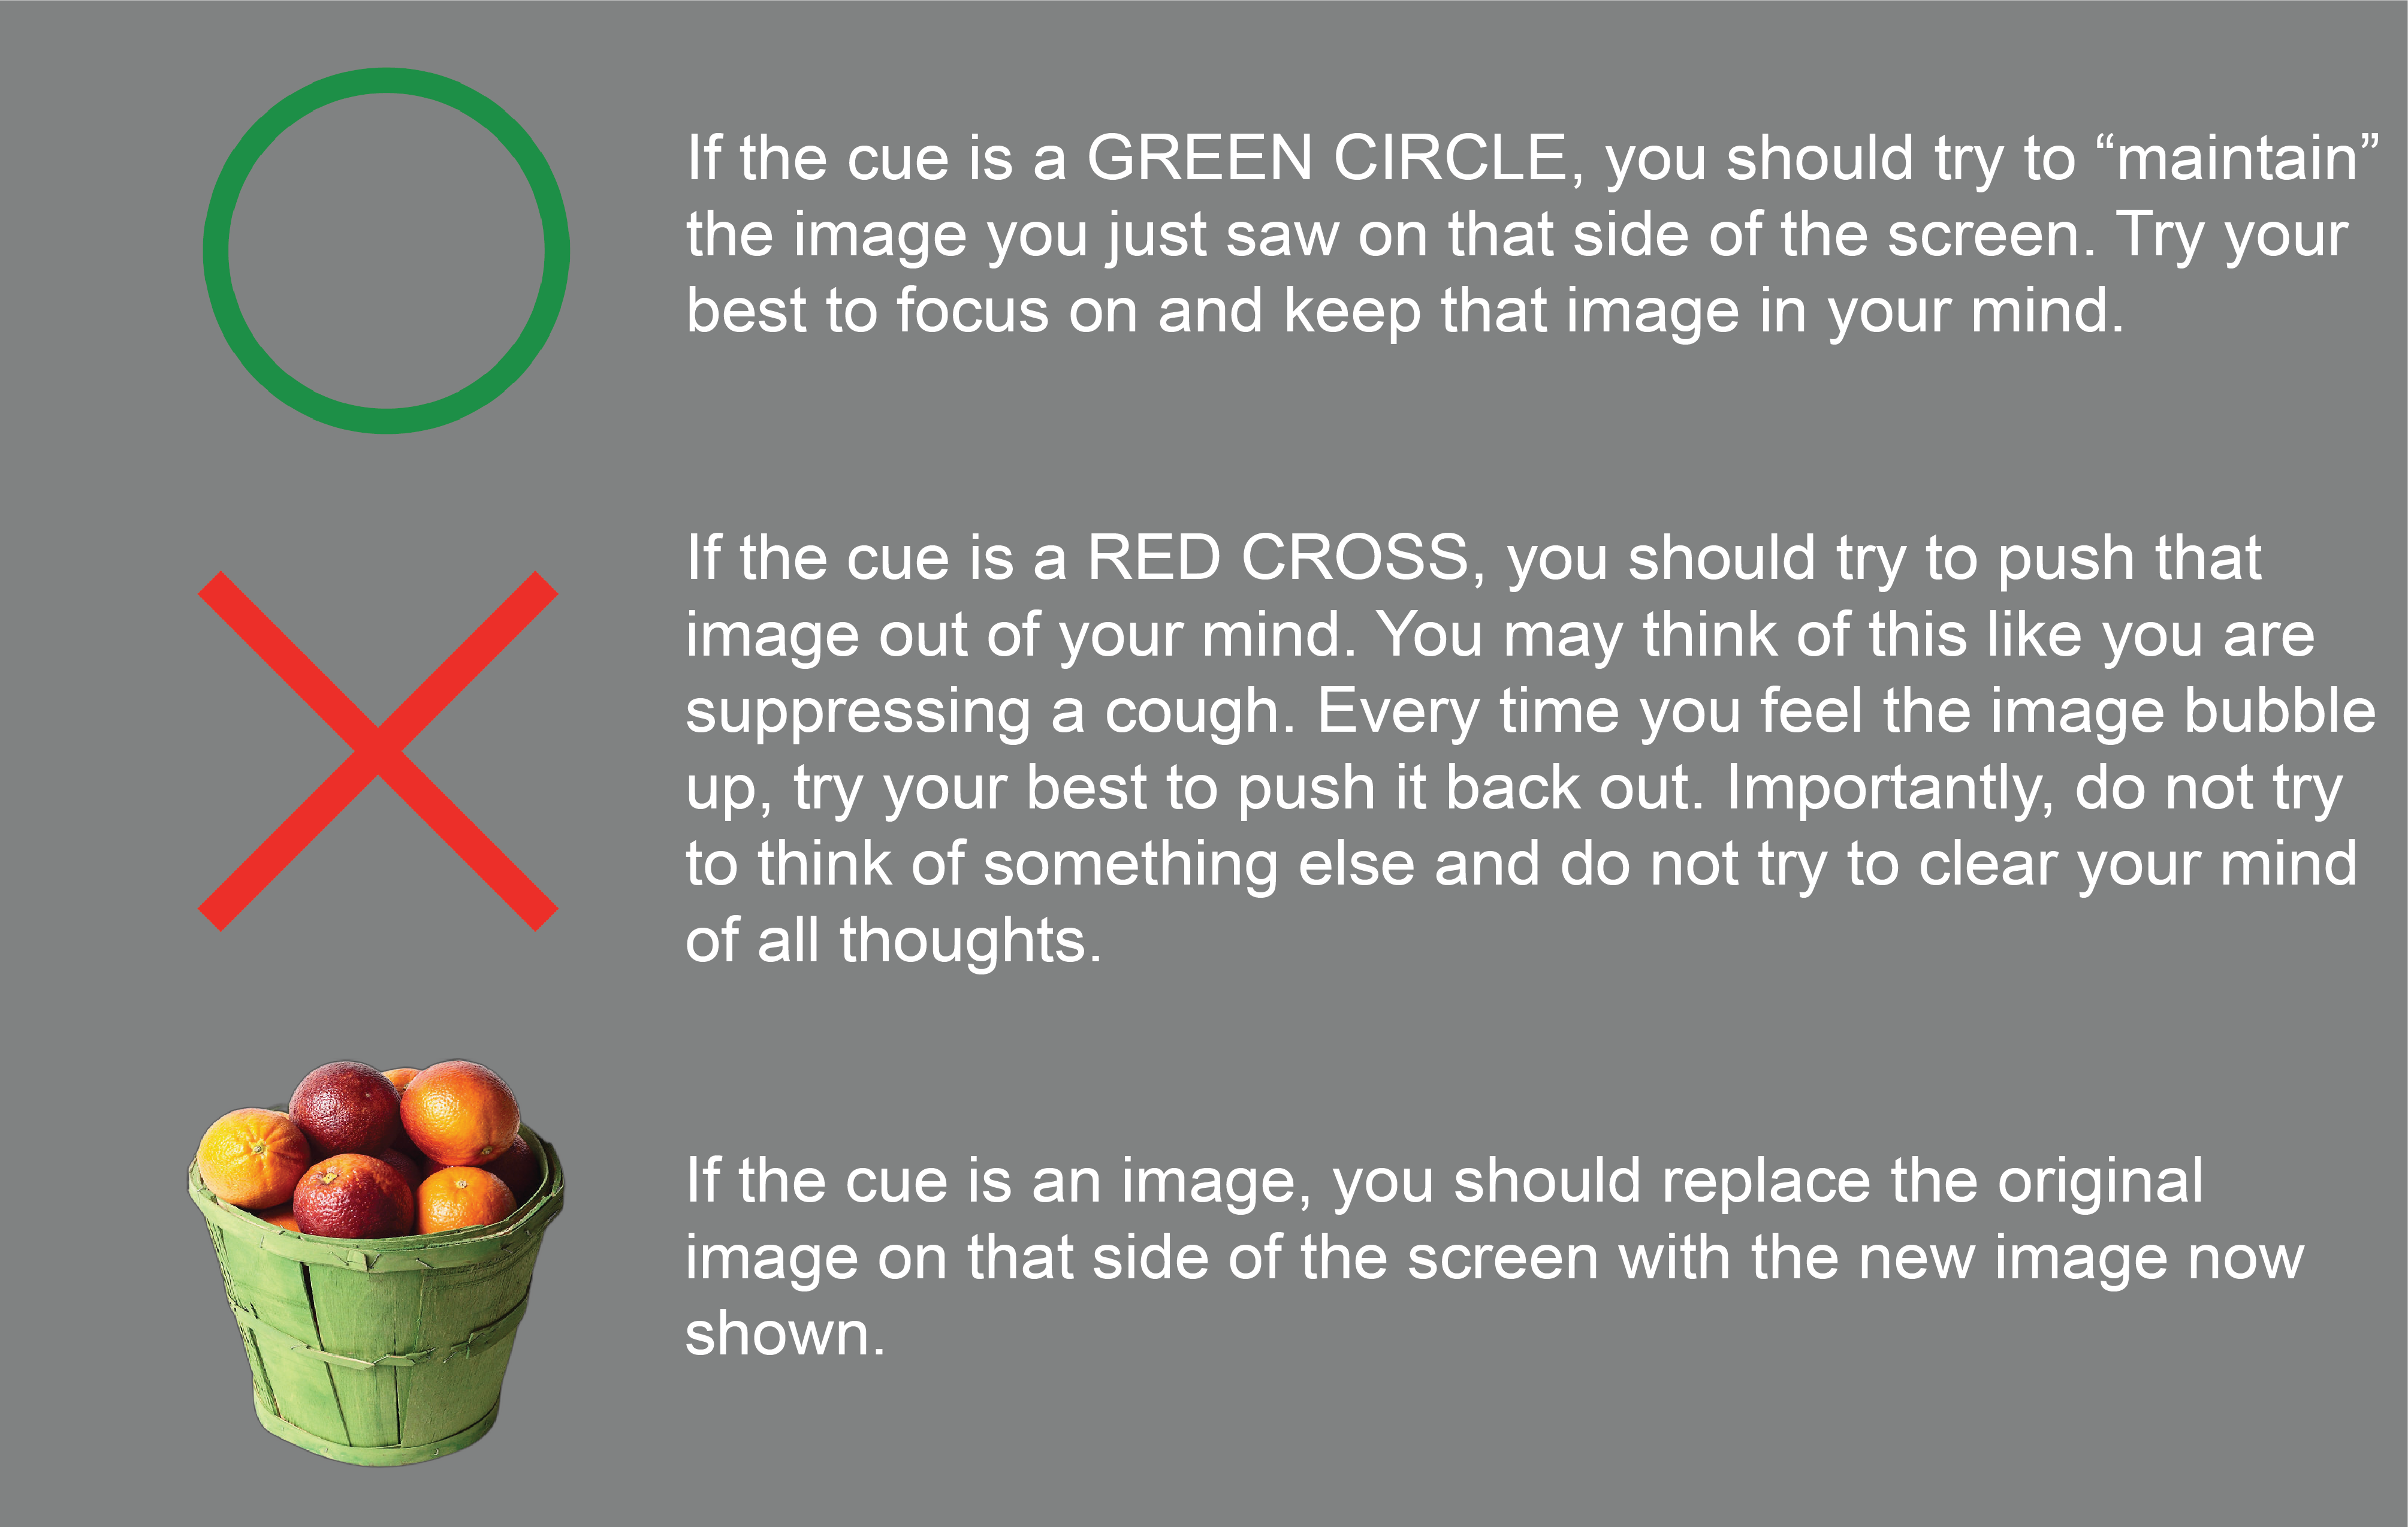 If the cue is a GREEN CIRCLE, you should try to “maintain”
the image you just saw on that side of the screen. Try your
best to focus on and keep that image in your mind.
If the cue is a RED CROSS, you should try to push that
image out of your mind. You may think of this like you are
suppressing a cough. Every time you feel the image bubble
up, try your best to push it back out. Importantly, do not try
to think of something else and do not try to clear your mind
of all thoughts.
If the cue is an image, you should replace the original
image on that side of the screen with the new image now
shown.